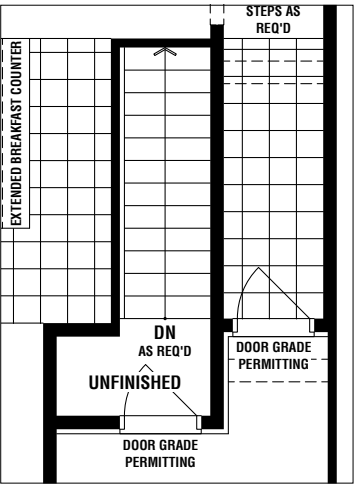 STEPS AS
REQ'D
EXTENDED BREAKFAST COUNTER
DN
AS REQ'D
UNFINISHED
DOOR GRADE
PERMITTING
DOOR GRADE
PERMITTING